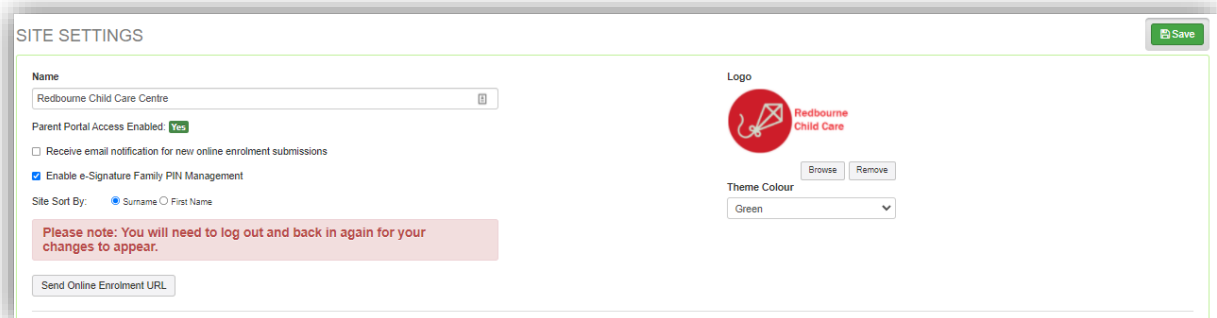 SITE SETTINGS
Save
Name
Redbourne Child Care Centre
Parent Portal Access Enabled: Yes
Receive email notification for new online enrolment submissions
Enable e-Signature Family PIN Management
Site Sort By: Surname First Name
Please note: You will need to log out and back in again for your
changes to appear.
Send Online Enrolment URL
Logo
Redbourne
Child Care
Browse Remove
Theme Colour
Green